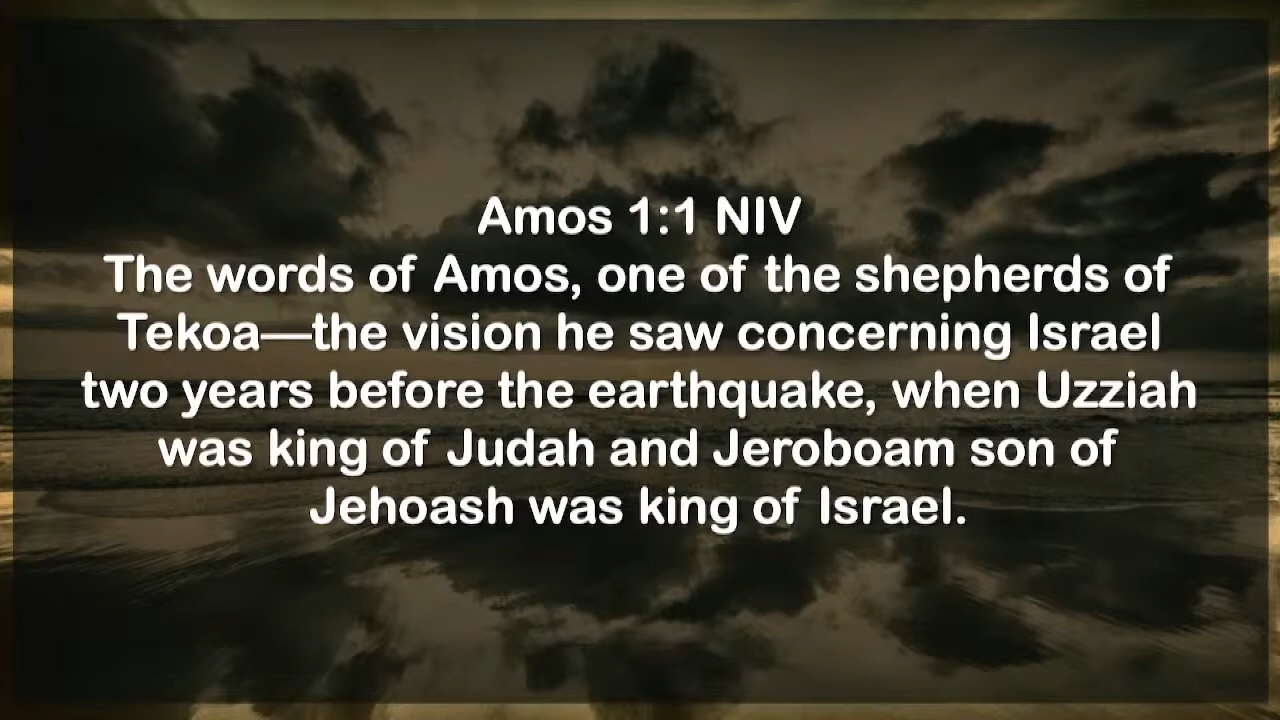 Amos 1:1 NIV
The words of Amos, one of the shepherds of
Tekoa—the vision he saw concerning Israel
two years before the earthquake, when Uzziah
was king of Judah and Jeroboam son of
Jehoash was king of Israel.